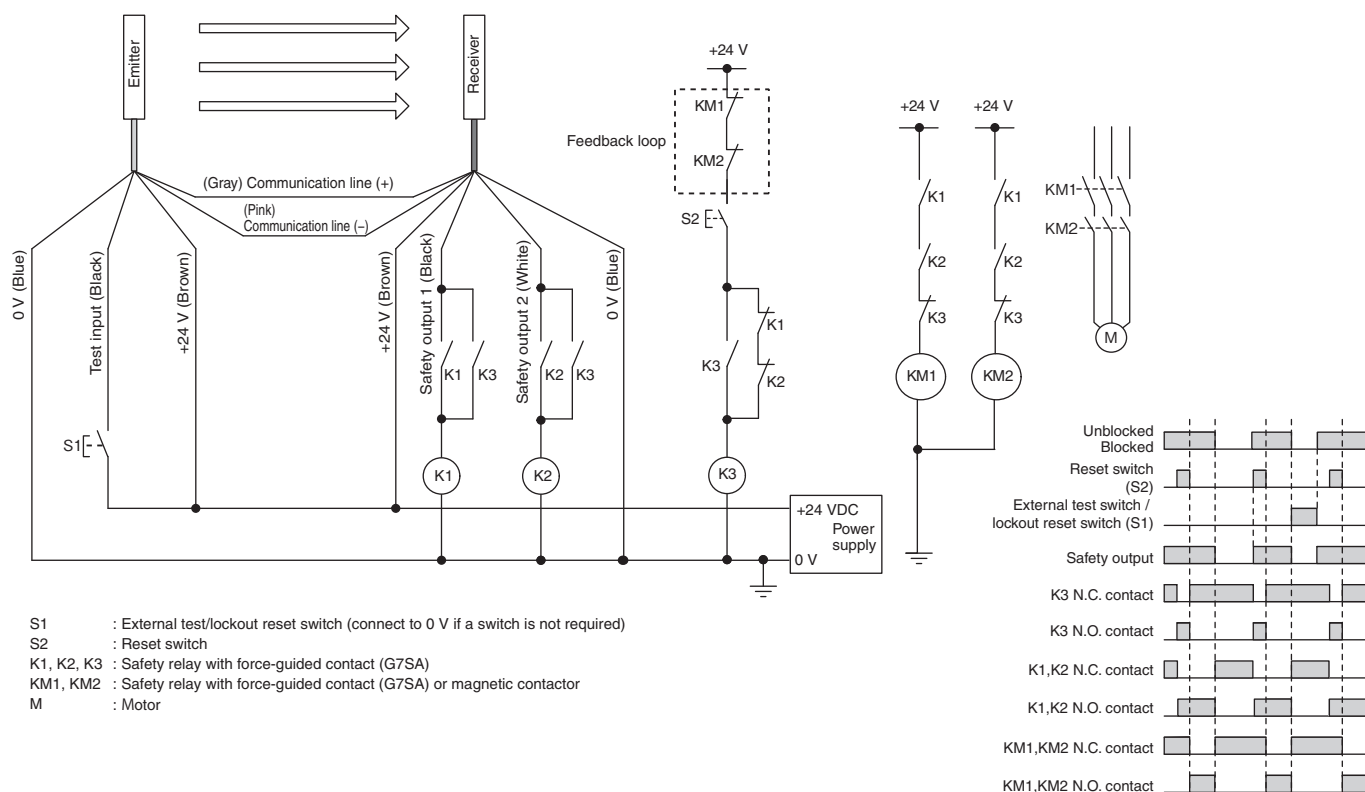 Emitter
Receiver
(Gray) Communication line (+)
(Pink)
Communication line (−)
0 V (Blue)
Test input (Black)
+24 V (Brown)
+24 V (Brown)
Safety output 1 (Black)
Safety output 2 (White)
0 V (Blue)
S1
K1
K3
K2
K3
K1
K2
+24 V
Feedback loop
KM1
KM2
S2
K3
K1
K2
K3
+24 VDC
Power
supply
0 V
+24 V
+24 V
K1
K1
K2
K2
K3
K3
KM1
KM2
KM1
KM2
M
Unblocked
Blocked
Reset switch
(S2)
External test switch /
lockout reset switch (S1)
Safety output
K3 N.C. contact
K3 N.O. contact
K1,K2 N.C. contact
K1,K2 N.O. contact
KM1,KM2 N.C. contact
KM1,KM2 N.O. contact
S1 : External test/lockout reset switch (connect to 0 V if a switch is not required)
S2 : Reset switch
K1, K2, K3 : Safety relay with force-guided contact (G7SA)
KM1, KM2 : Safety relay with force-guided contact (G7SA) or magnetic contactor
M : Motor